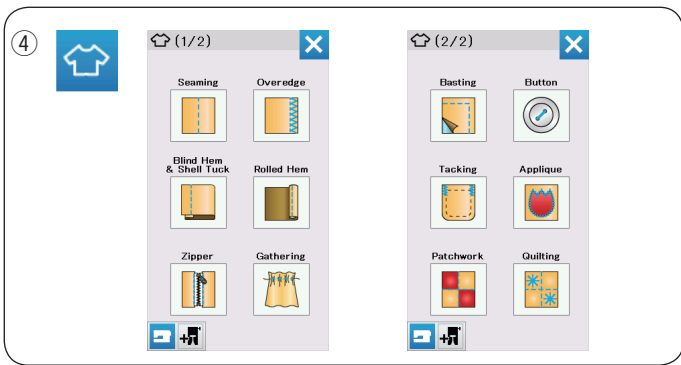 ④
(1/2)
Seaming
Overedge
Blind Hem
& Shell Tuck
Rolled Hem
Zipper
Gathering
(2/2)
Basting
Button
Tacking
Applique
Patchwork
Quilting